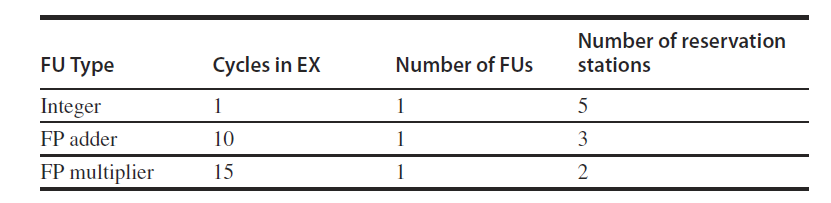 FU Type Cycles in EX Number of FUs Number of reservation stations
Integer 1 1 5
FP adder 10 1 3
FP multiplier 15 1 2